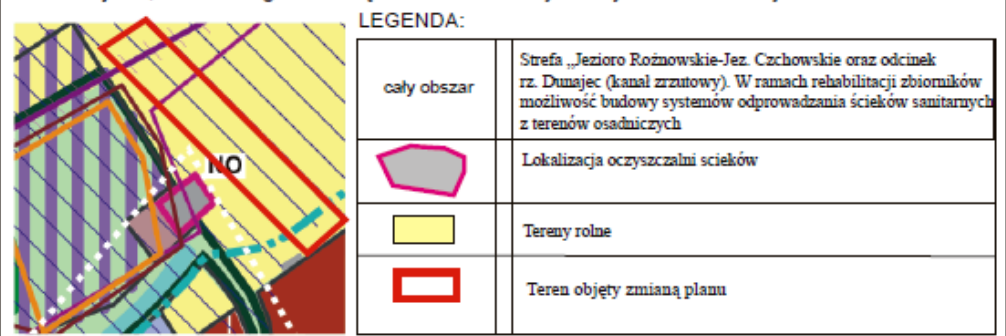 LEGENDA:
cały obszar
Strefa „Jezioro Rożnowskie-Jez. Czchowskie oraz odcinek
rz. Dunajec (kanał zrzutowy). W ramach rehabilitacji zbiorników
możliwość budowy systemów odprowadzania ścieków sanitarnych
z terenów osadniczych
NO
Lokalizacja oczyszczalni scieków
Tereny rolne
Teren objęty zmianą planu